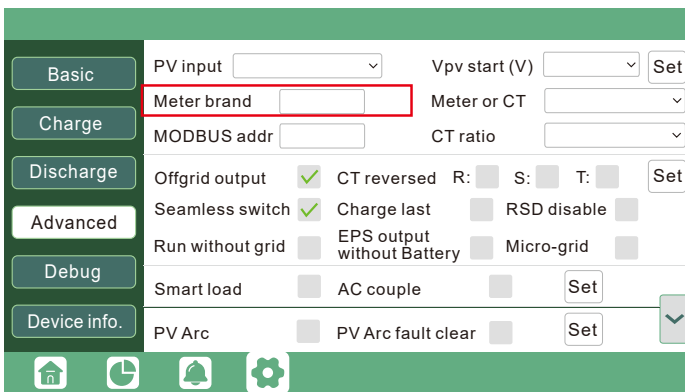 Basic
Charge
Discharge
Advanced
Debug
Device info.
PV input Vpv start (V) Set
Meter brand Meter or CT
MODBUS addr CT ratio
Offgrid output CT reversed R: S: T: Set
Seamless switch Charge last RSD disable
Run without grid EPS output without Battery Micro-grid
Smart load AC couple Set
PV Arc PV Arc fault clear Set